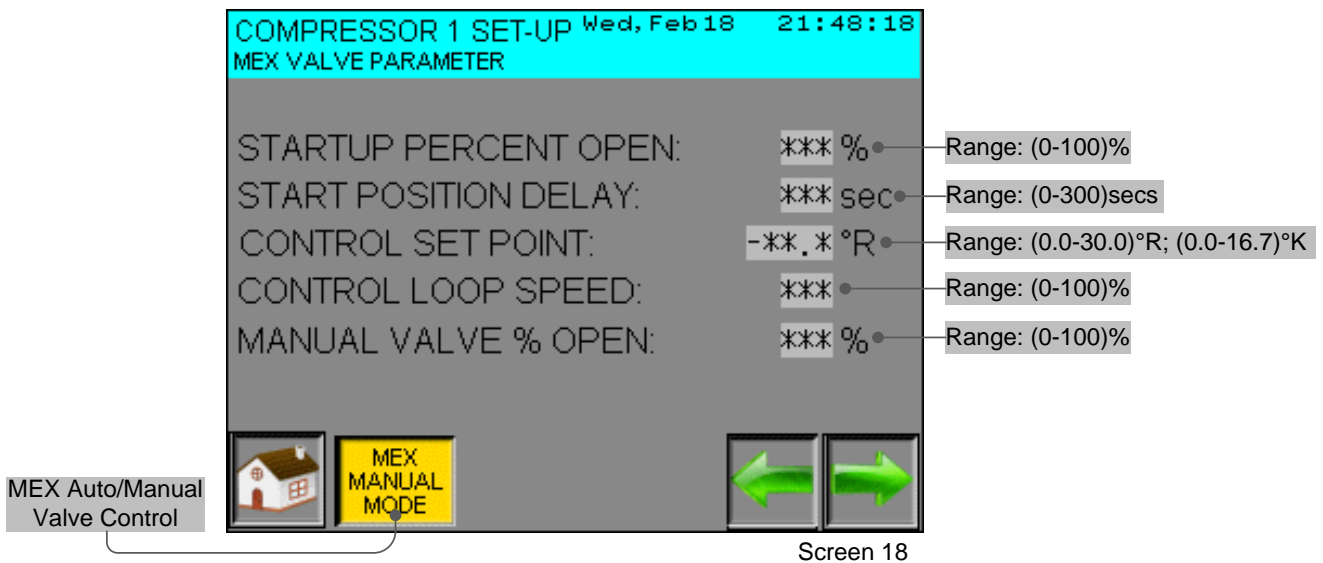 COMPRESSOR 1 SET-UP Wed, Feb 18 21:48:18
MEX VALVE PARAMETER
STARTUP PERCENT OPEN: *** % Range: (0-100)%
START POSITION DELAY: *** sec Range: (0-300)secs
CONTROL SET POINT: -**.* °R Range: (0.0-30.0)°R; (0.0-16.7)°K
CONTROL LOOP SPEED: *** Range: (0-100)%
MANUAL VALVE % OPEN: *** % Range: (0-100)%
MEX
MANUAL
MODE
MEX Auto/Manual
Valve Control
Screen 18